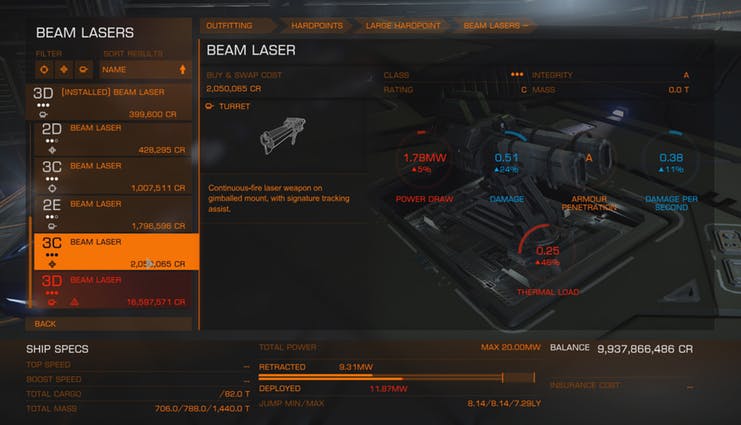 OUTFITTING
HARDPOINTS
LARGE HARDPOINT
BEAM LASERS
BEAM LASERS
FILTER
SORT RESULTS
NAME
3D
[INSTALLED] BEAM LASER
399,600 CR
2D
BEAM LASER
428,295 CR
3C
BEAM LASER
1,007,511 CR
2E
BEAM LASER
1,796,596 CR
3C
BEAM LASER
2,050,065 CR
3D
BEAM LASER
16,597,571 CR
BACK
BEAM LASER
BUY & SWAP COST
2,050,065 CR
CLASS
INTEGRITY
A
RATING
C
MASS
0.0 T
TURRET
Continuous-fire laser weapon on
gimballed mount, with signature tracking
assist.
1.78MW
▲5%
POWER DRAW
0.51
▲24%
DAMAGE
A
ARMOUR
PENETRATION
0.38
▲11%
DAMAGE PER
SECOND
0.25
THERMAL LOAD
SHIP SPECS
TOP SPEED
...
BOOST SPEED
...
TOTAL CARGO
/82.0 T
TOTAL MASS
706.0/788.0/1,440.0 T
TOTAL POWER
MAX 20.00MW
RETRACTED
9.31MW
DEPLOYED
11.87MW
JUMP MIN/MAX
8.14/8.14/7.29LY
BALANCE
9,937,866,486 CR
INSURANCE COST
...